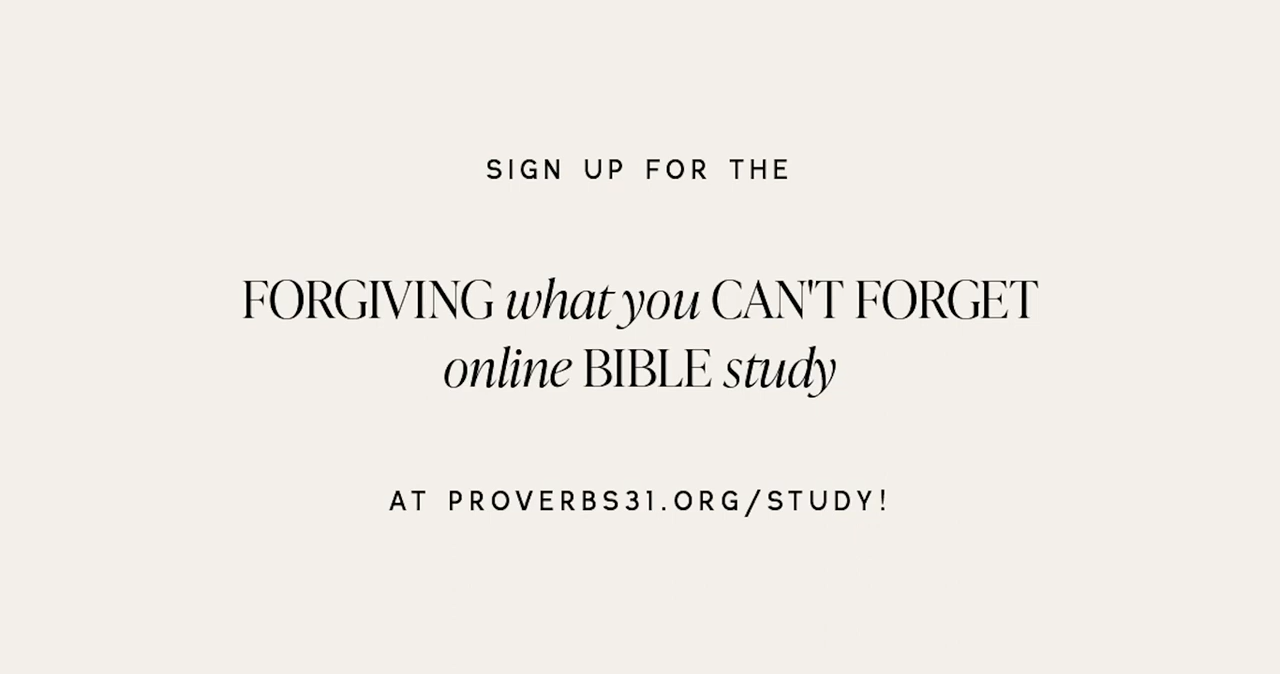 SIGN UP FOR THE
FORGIVING what you CAN'T FORGET
online BIBLE study
AT PROVERBS31.ORG/STUDY!